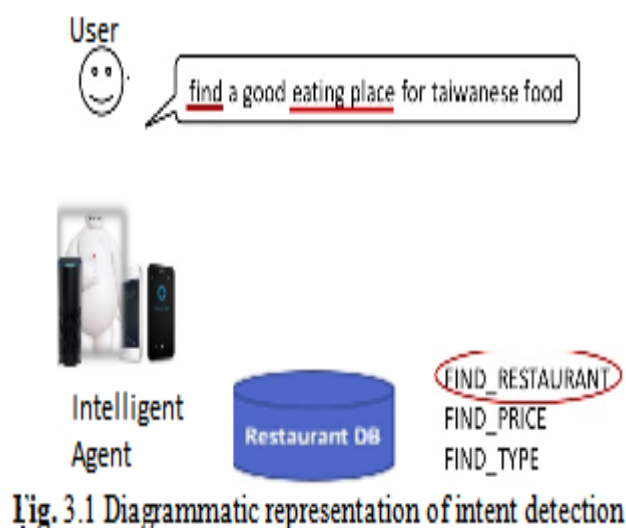 User
find a good eating place for taiwanese food
Intelligent
Agent
Restaurant DB
FIND_RESTAURANT
FIND_PRICE
FIND_TYPE
Fig. 3.1 Diagrammatic representation of intent detection